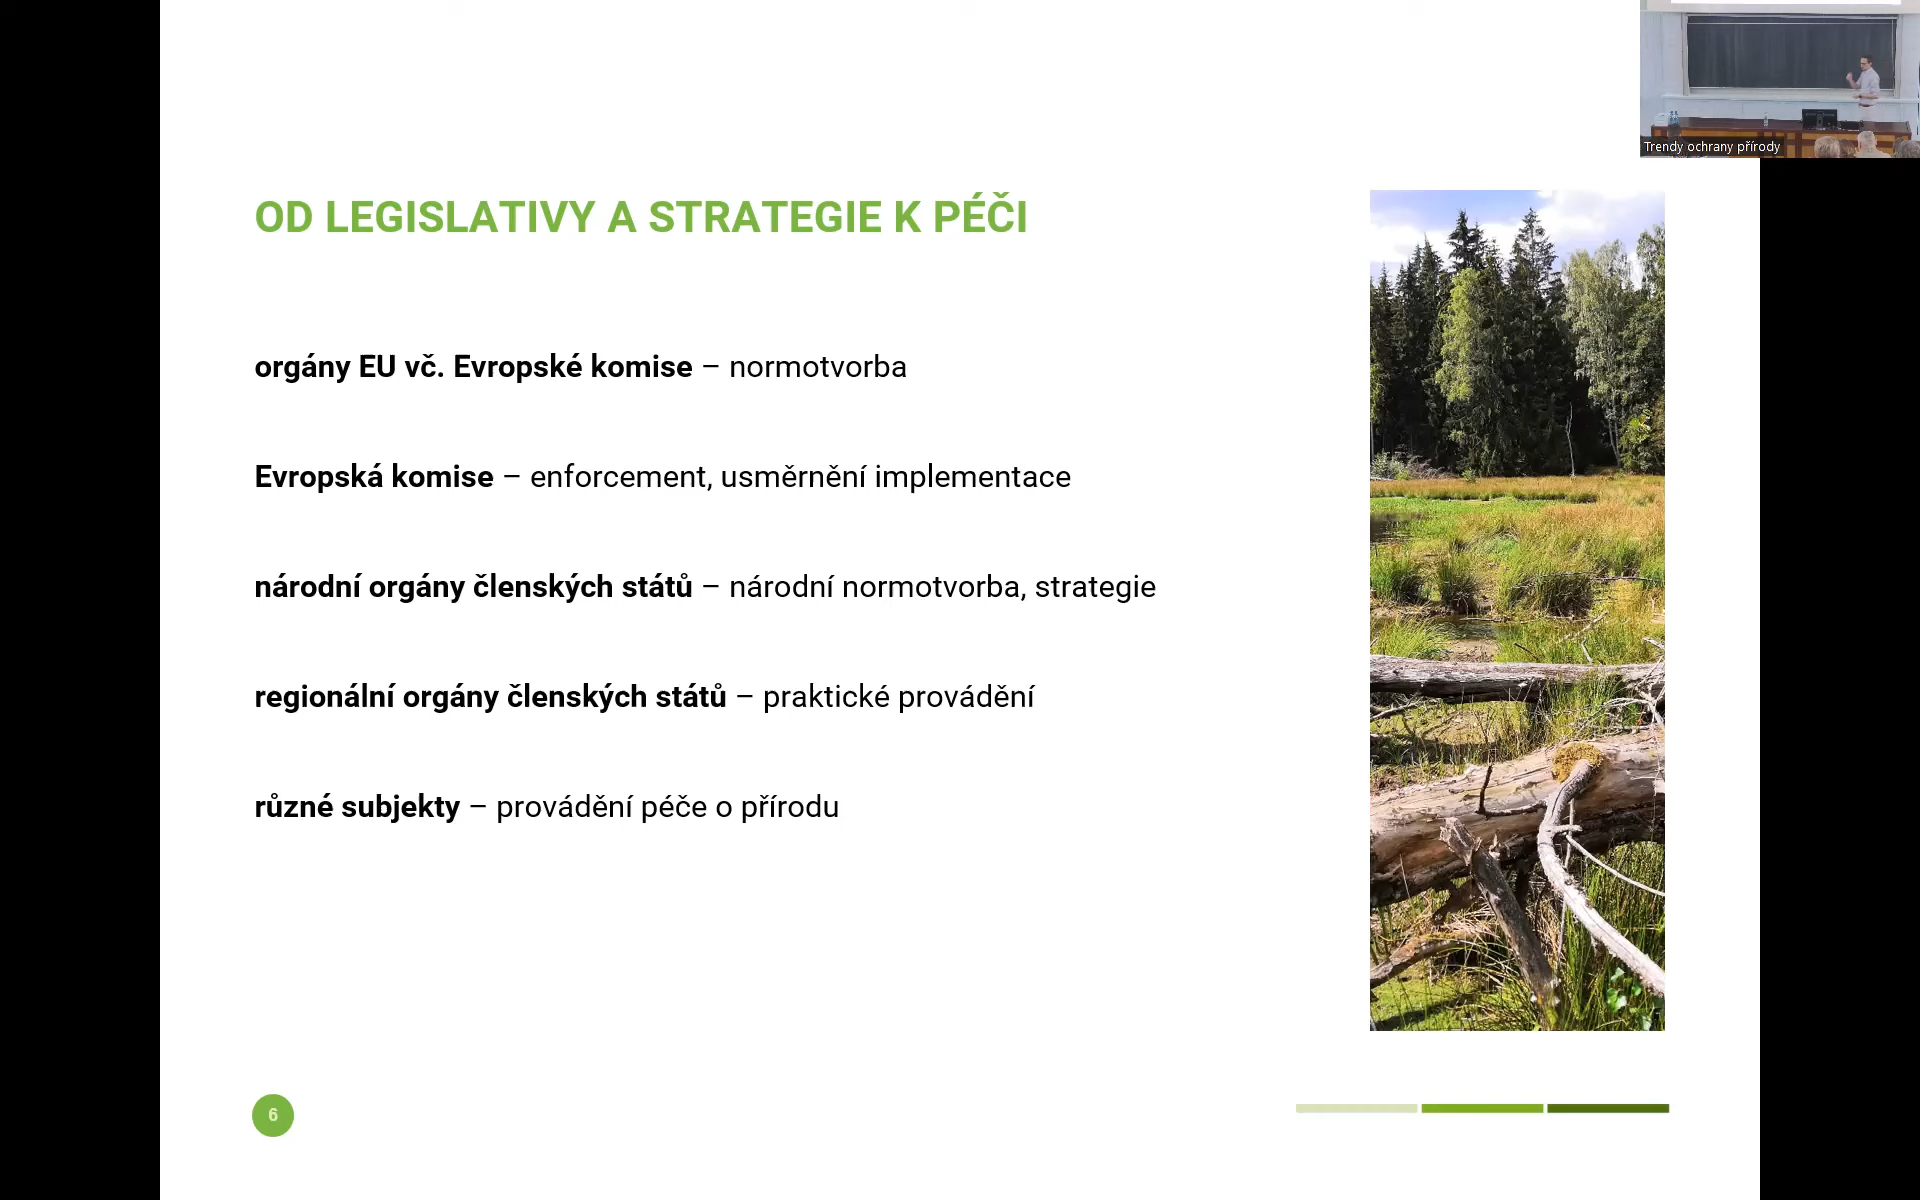 Trendy ochrany přírody
OD LEGISLATIVY A STRATEGIE K PÉČI
orgány EU vč. Evropské komise – normotvorba
Evropská komise – enforcement, usměrnění implementace
národní orgány členských států – národní normotvorba, strategie
regionální orgány členských států – praktické provádění
různé subjekty – provádění péče o přírodu
6